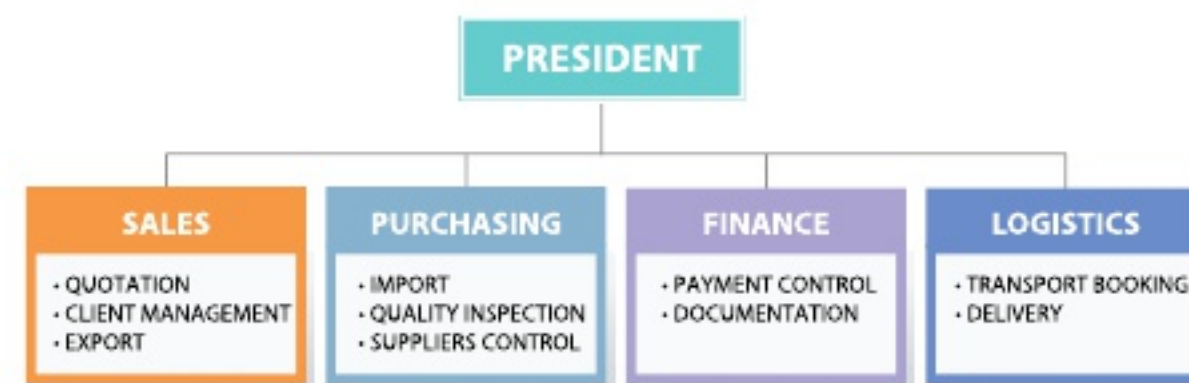 PRESIDENT
SALES
· QUOTATION
· CLIENT MANAGEMENT
· EXPORT
PURCHASING
· IMPORT
· QUALITY INSPECTION
· SUPPLIERS CONTROL
FINANCE
· PAYMENT CONTROL
· DOCUMENTATION
LOGISTICS
· TRANSPORT BOOKING
· DELIVERY